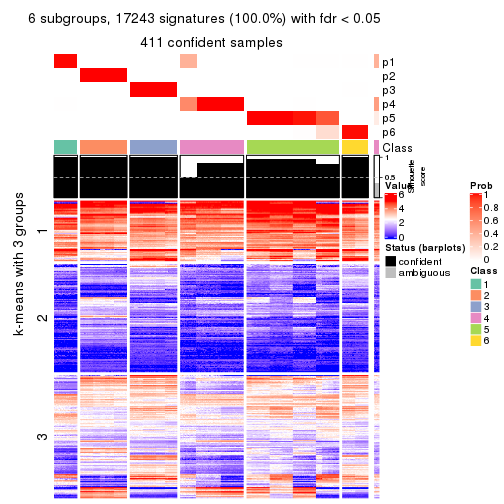 6 subgroups, 17243 signatures (100.0%) with fdr < 0.05
411 confident samples
p1
p2
p3
p4
p5
p6
Class
1
0.5
0
Silhouette
score
k-means with 3 groups
1
2
3
Value
6
4
2
0
Status (barplots)
confident
ambiguous
Prob
1
0.8
0.6
0.4
0.2
0
Class
1
2
3
4
5
6